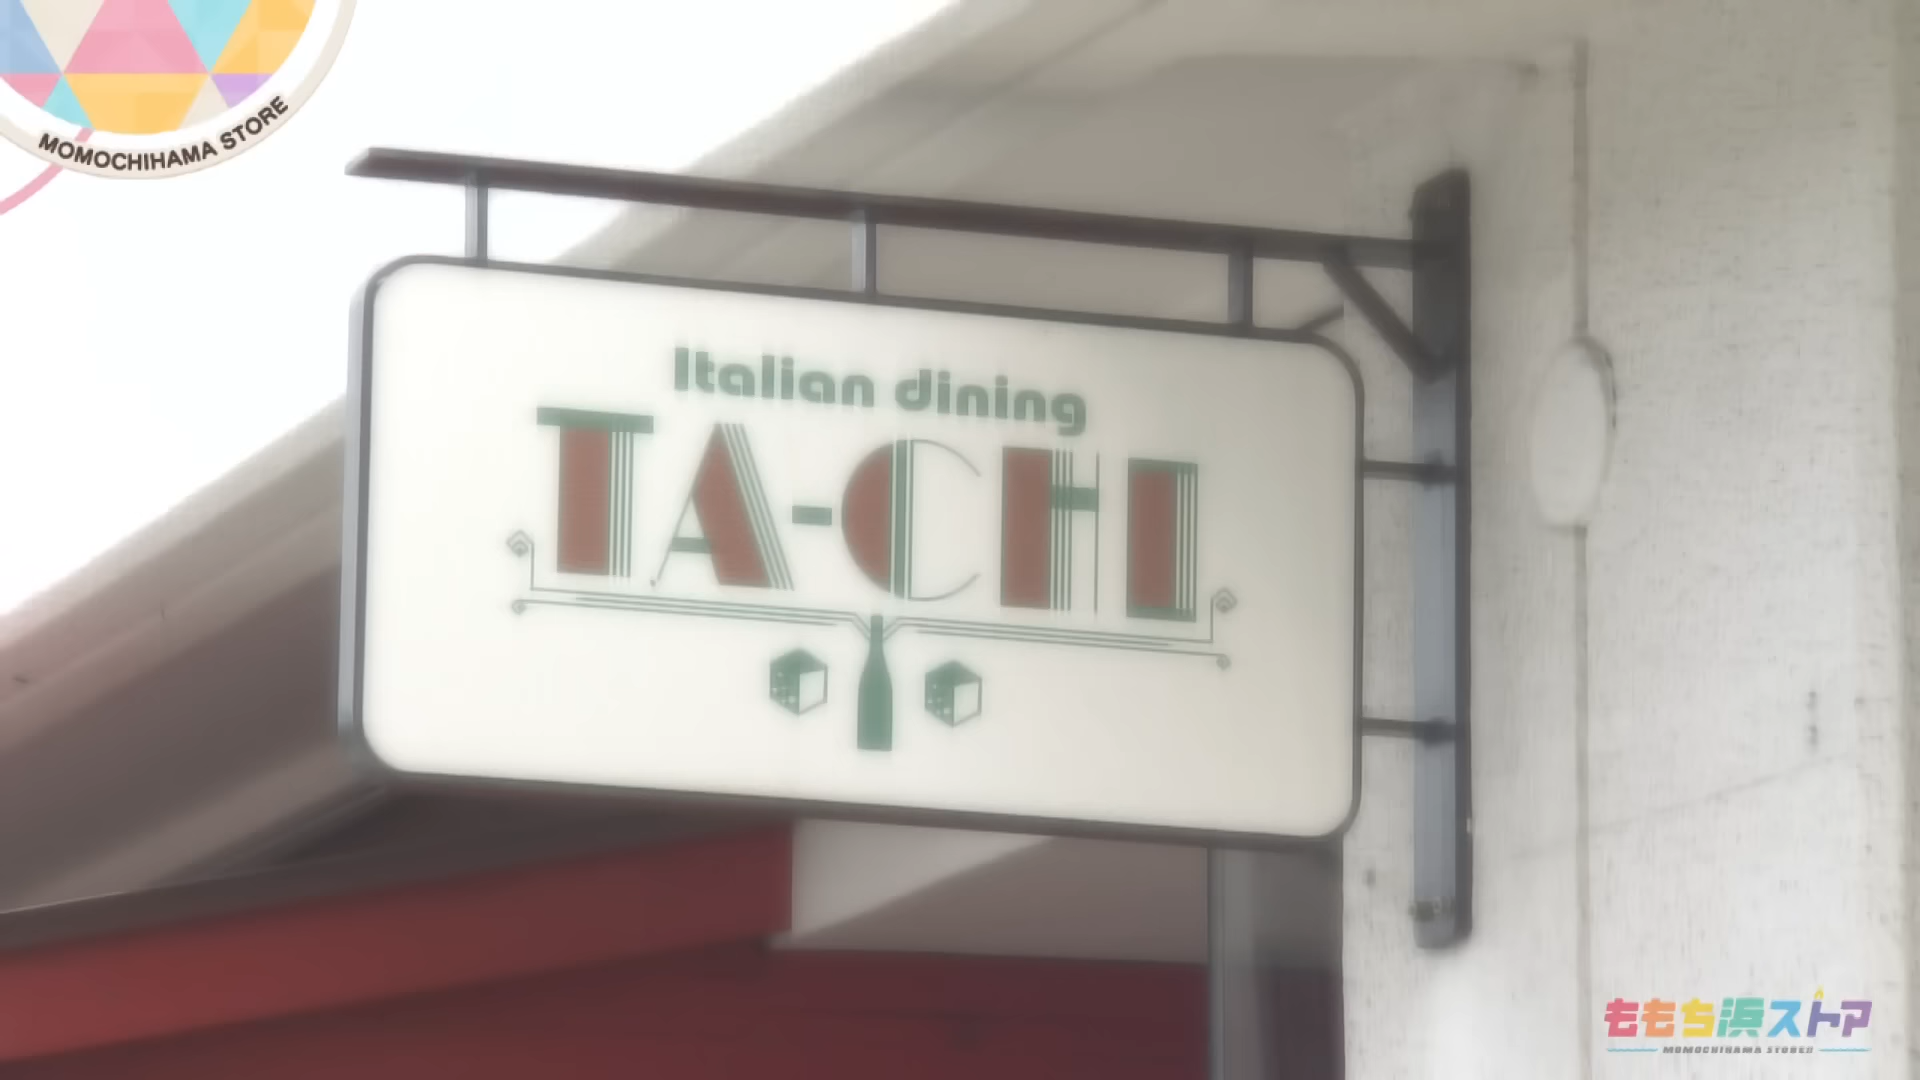 MOMOCHIHAMA STORE
Italian dining
TA-CHI
ももち浜ストア
MOMOCHIHAMA STORE!!